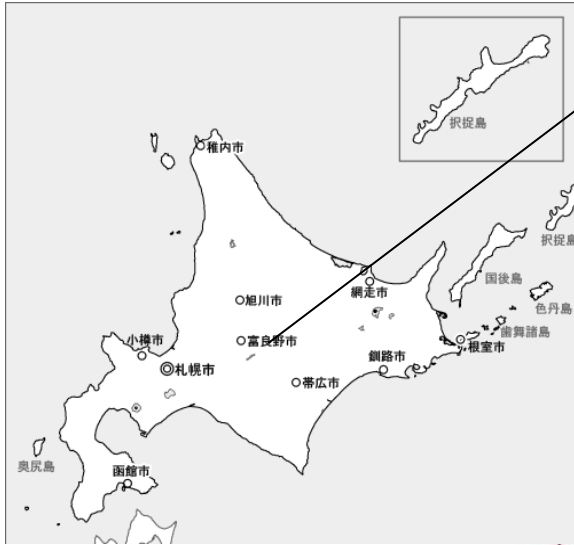 択捉島
稚内市
択捉島
国後島
網走市
色丹島
旭川市
歯舞諸島
富良野市
根室市
小樽市
札幌市
釧路市
帯広市
奥尻島
函館市